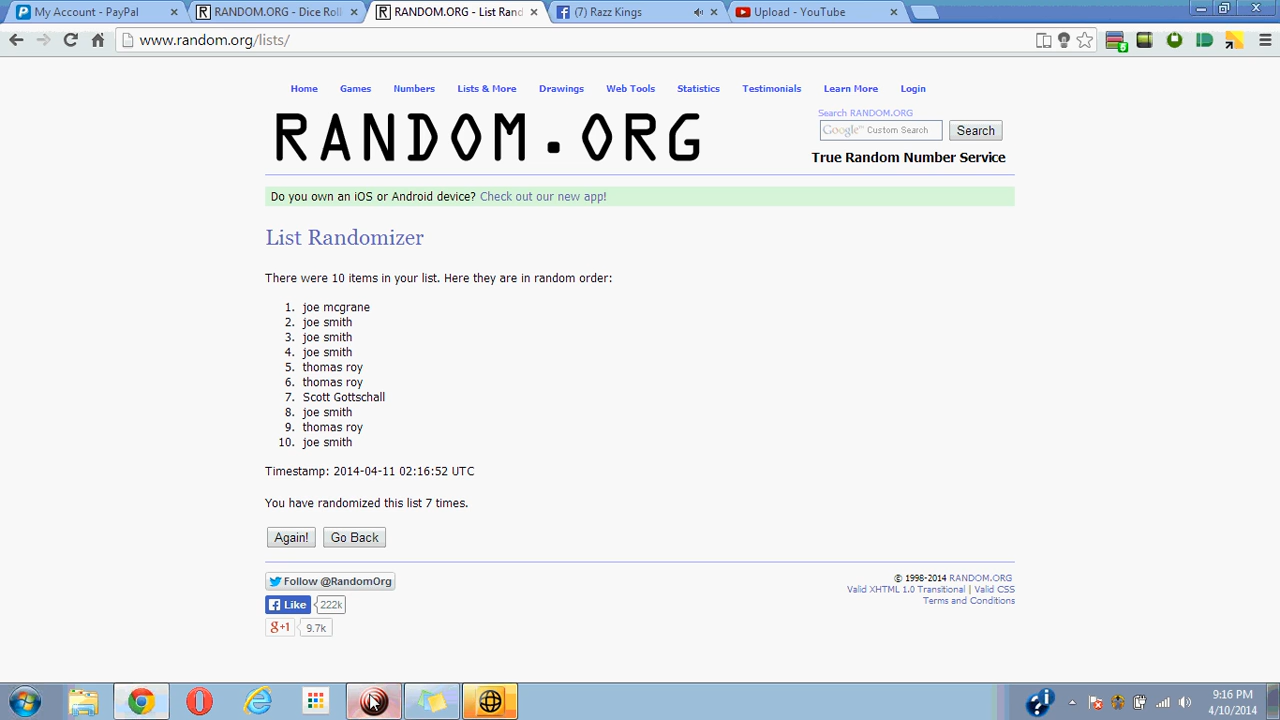 My Account - PayPal
RANDOM.ORG - Dice Roll
RANDOM.ORG - List Rand
(7) Razz Kings
Upload - YouTube
www.random.org/lists/
5
Home Games Numbers Lists & More Drawings Web Tools Statistics Testimonials Learn More Login
RANDOM.ORG
Search RANDOM.ORG
Google™ Custom Search
Search
True Random Number Service
Do you own an iOS or Android device? Check out our new app!
List Randomizer
There were 10 items in your list. Here they are in random order:
1. joe mcgrane
2. joe smith
3. joe smith
4. joe smith
5. thomas roy
6. thomas roy
7. Scott Gottschall
8. joe smith
9. thomas roy
10. joe smith
Timestamp: 2014-04-11 02:16:52 UTC
You have randomized this list 7 times.
Again! Go Back
Follow @RandomOrg
Like 222k
g+1 9.7k
© 1998-2014 RANDOM.ORG
Valid XHTML 1.0 Transitional | Valid CSS
Terms and Conditions
9:16 PM
4/10/2014